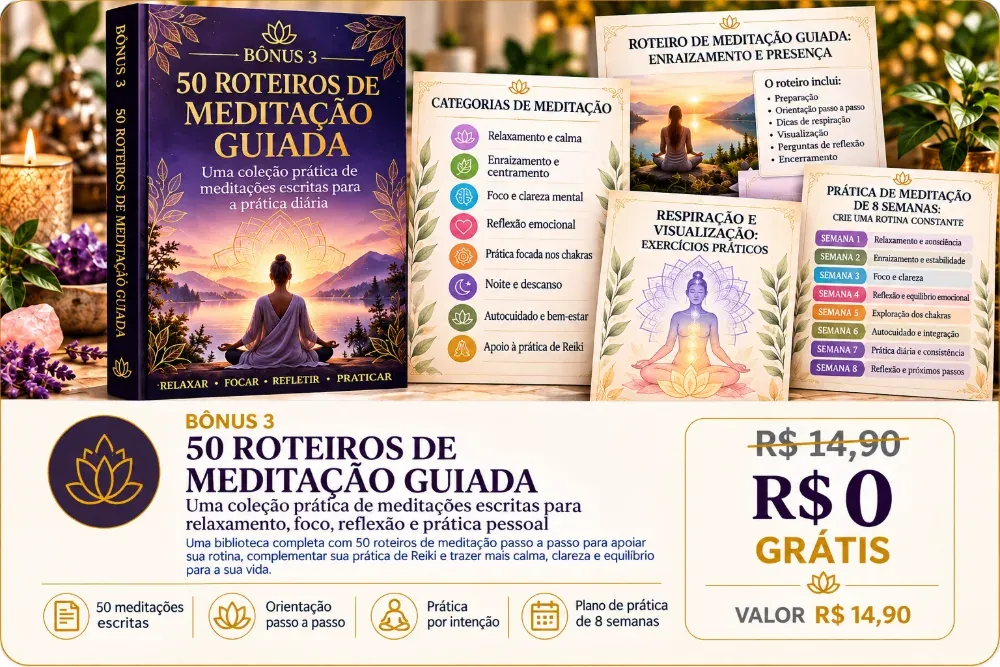 BÔNUS 3
50 ROTEIROS DE MEDITAÇÃO GUIADA
BÔNUS 3
50 ROTEIROS DE
MEDITAÇÃO
GUIADA
Uma coleção prática de
meditações escritas para
a prática diária
RELAXAR • FOCAR • REFLETIR • PRATICAR
CATEGORIAS DE MEDITAÇÃO
Relaxamento e calma
Enraizamento e
centramento
Foco e clareza mental
Reflexão emocional
Prática focada nos chakras
Noite e descanso
Autocuidado e bem-estar
Apoio à prática de Reiki
ROTEIRO DE MEDITAÇÃO GUIADA:
ENRAIZAMENTO E PRESENÇA
O roteiro inclui:
• Preparação
• Orientação passo a passo
• Dicas de respiração
• Visualização
• Perguntas de reflexão
• Encerramento
RESPIRAÇÃO E
VISUALIZAÇÃO:
EXERCÍCIOS PRÁTICOS
PRÁTICA DE MEDITAÇÃO
DE 8 SEMANAS:
CRIE UMA ROTINA CONSTANTE
SEMANA 1 Relaxamento e aonsciência
SEMANA 2 Enraizamento e estabilidade
SEMANA 3 Foco e clareza
SEMANA 4 Reflexão e equilíbrio emocional
SEMANA 5 Exploração dos chakras
SEMANA 6 Autocuidado e integração
SEMANA 7 Prática diária e consistência
SEMANA 8 Reflexão e próximos passos
BÔNUS 3
50 ROTEIROS DE
MEDITAÇÃO GUIADA
Uma coleção prática de meditações escritas para
relaxamento, foco, reflexão e prática pessoal
Uma biblioteca completa com 50 roteiros de meditação passo a passo para apoiar
sua rotina, complementar sua prática de Reiki e trazer mais calma, clareza e equilíbrio
para a sua vida.
50 meditações
escritas
Orientação
passo a passo
Prática
por intenção
Plano de prática
de 8 semanas
R$ 14,90
R$ 0
GRÁTIS
VALOR R$ 14,90